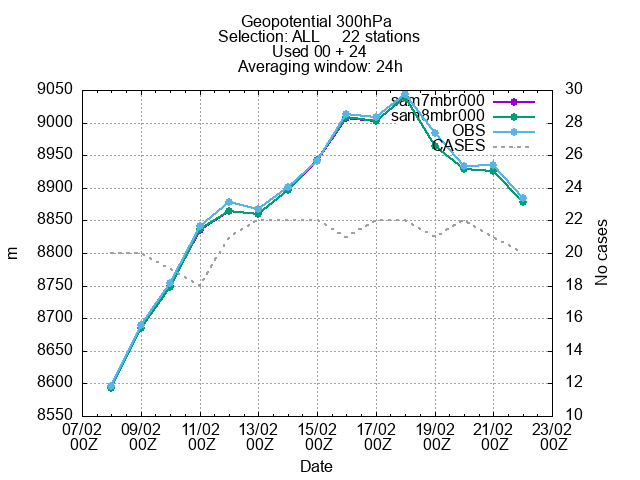 Geopotential 300hPa
Selection: ALL 22 stations
Used 00 + 24
Averaging window: 24h
sam7mbr000
sam8mbr000
OBS
CASES
9050
9000
8950
8900
8850
8800
8750
8700
8650
8600
8550
m
30
28
26
24
22
20
18
16
14
12
10
No cases
07/02 09/02 11/02 13/02 15/02 17/02 19/02 21/02 23/02
00Z 00Z 00Z 00Z 00Z 00Z 00Z 00Z 00Z
Date